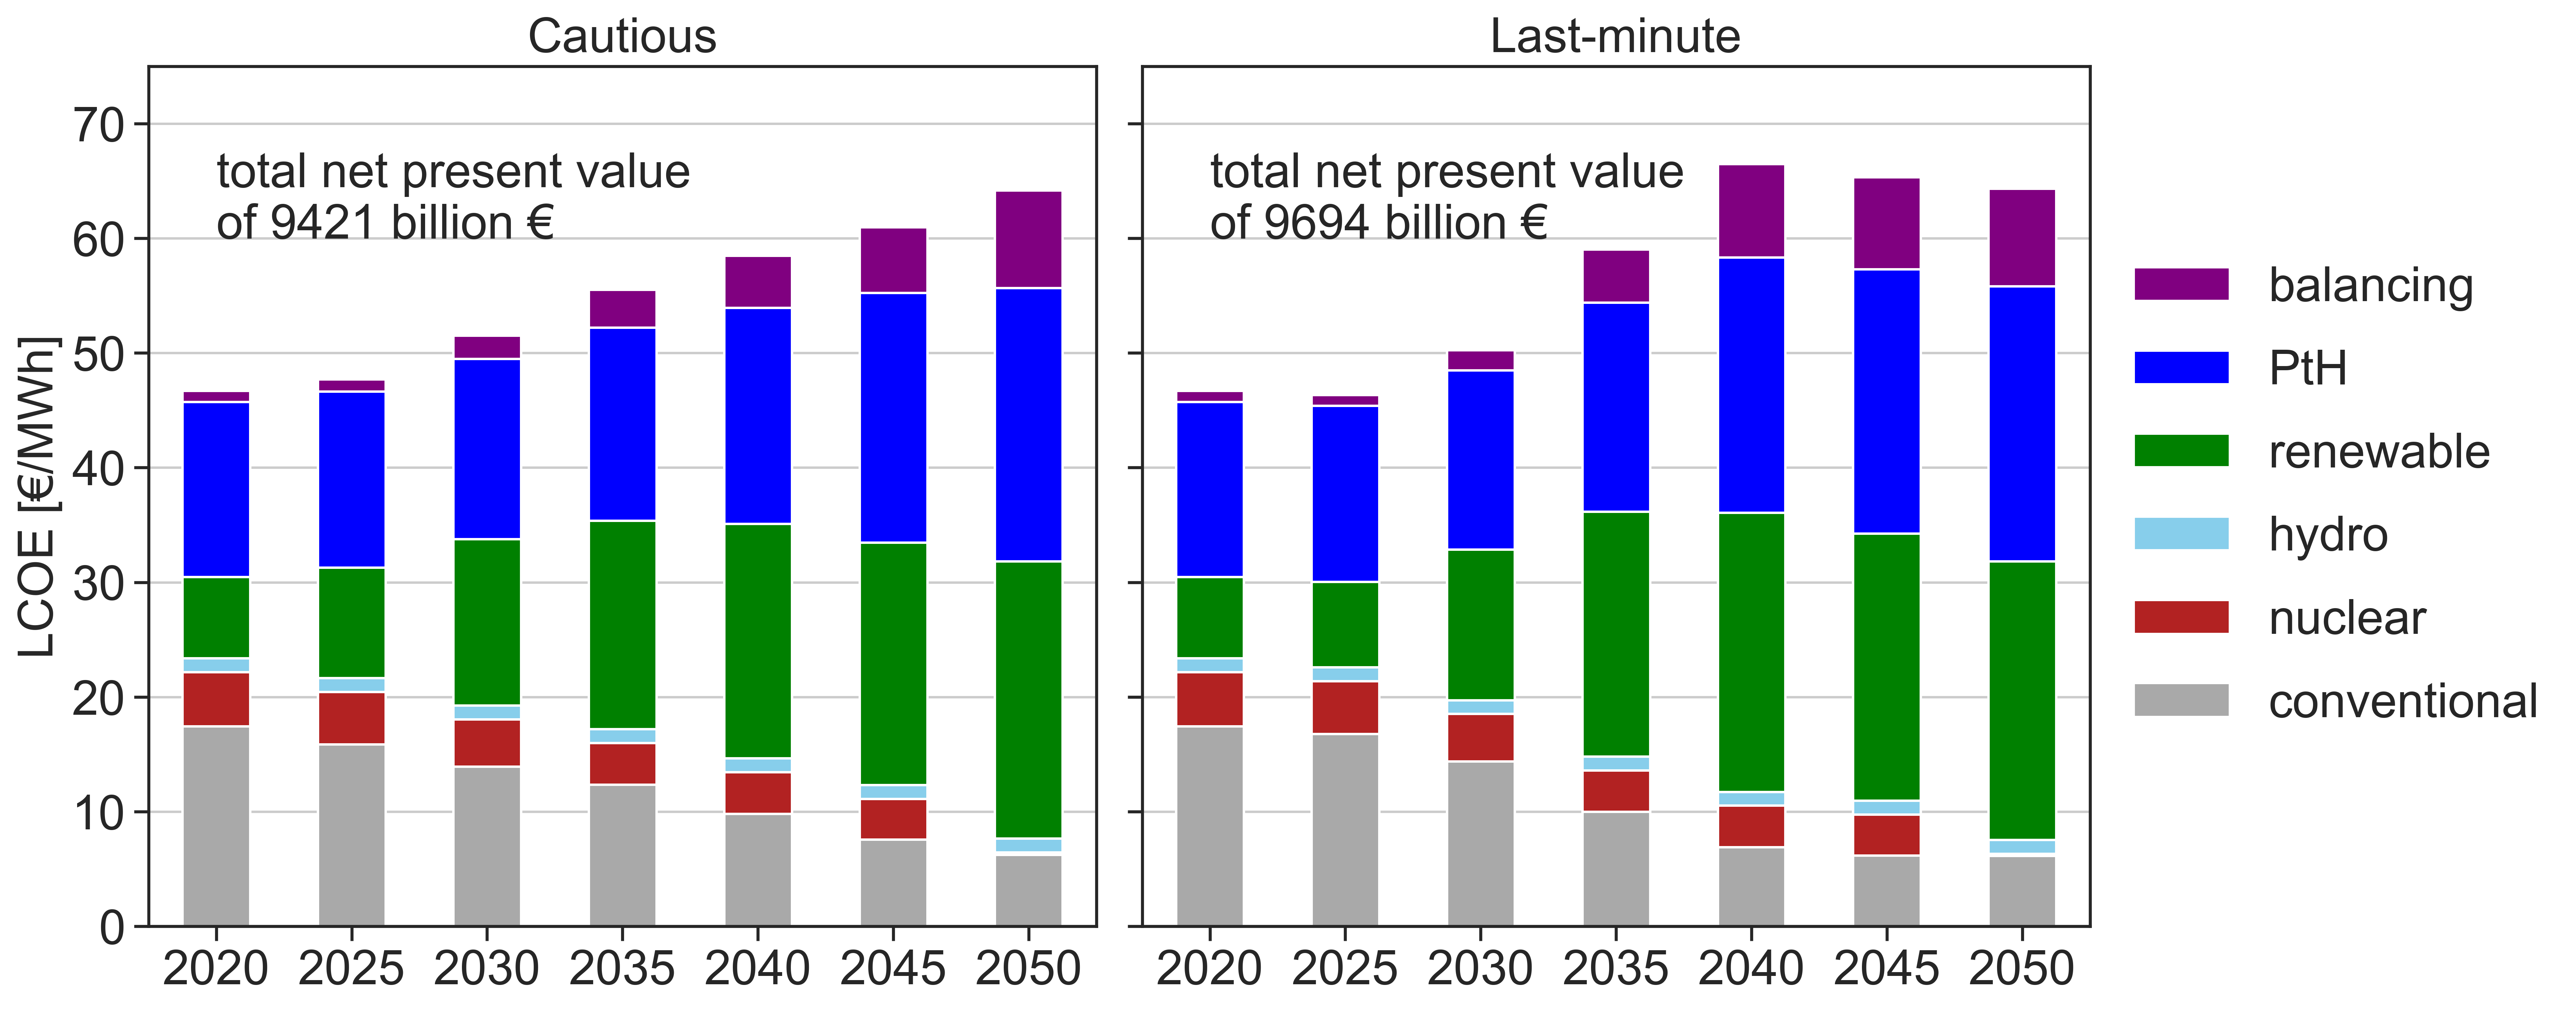 Cautious
Last-minute
LCOE [€/MWh]
70
60
50
40
30
20
10
0
total net present value
of 9421 billion €
total net present value
of 9694 billion €
2020 2025 2030 2035 2040 2045 2050
2020 2025 2030 2035 2040 2045 2050
balancing
PtH
renewable
hydro
nuclear
conventional